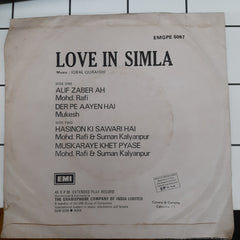 EMGPE 5067
LOVE IN SIMLA
Music : IQBAL QURAISHI
SIDE ONE
ALIF ZABER AH
Mohd. Rafi
DER PE AAYEN HAI
Mukesh
SIDE TWO
HASINON KI SAWARI HAI
Mohd. Rafi & Suman Kalyanpur
MUSKARAYE KHET PYASE
Mohd. Rafi & Suman Kalyanpur
EMI
45 R.P.M. EXTENDED PLAY RECORD
THE GRAMOPHONE COMPANY OF INDIA LIMITED